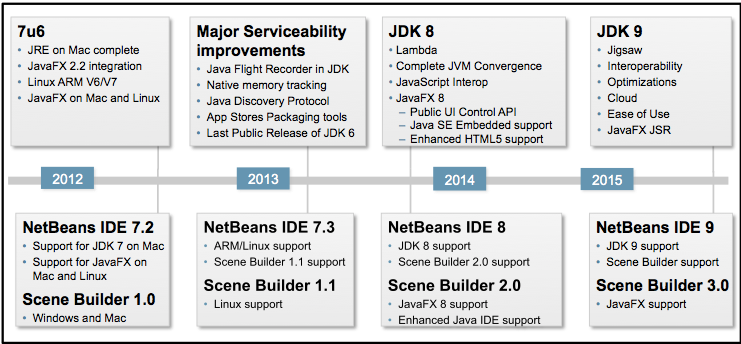 7u6
• JRE on Mac complete
• JavaFX 2.2 integration
• Linux ARM V6/V7
• JavaFX on Mac and Linux
Major Serviceability
improvements
• Java Flight Recorder in JDK
• Native memory tracking
• Java Discovery Protocol
• App Stores Packaging tools
• Last Public Release of JDK 6
JDK 8
• Lambda
• Complete JVM Convergence
• JavaScript Interop
• JavaFX 8
– Public UI Control API
– Java SE Embedded support
– Enhanced HTML5 support
JDK 9
• Jigsaw
• Interoperability
• Optimizations
• Cloud
• Ease of Use
• JavaFX JSR
2012
2013
2014
2015
NetBeans IDE 7.2
• Support for JDK 7 on Mac
• Support for JavaFX on
Mac and Linux
Scene Builder 1.0
• Windows and Mac
NetBeans IDE 7.3
• ARM/Linux support
• Scene Builder 1.1 support
Scene Builder 1.1
• Linux support
NetBeans IDE 8
• JDK 8 support
• Scene Builder 2.0 support
Scene Builder 2.0
• JavaFX 8 support
• Enhanced Java IDE support
NetBeans IDE 9
• JDK 9 support
• Scene Builder support
Scene Builder 3.0
• JavaFX support